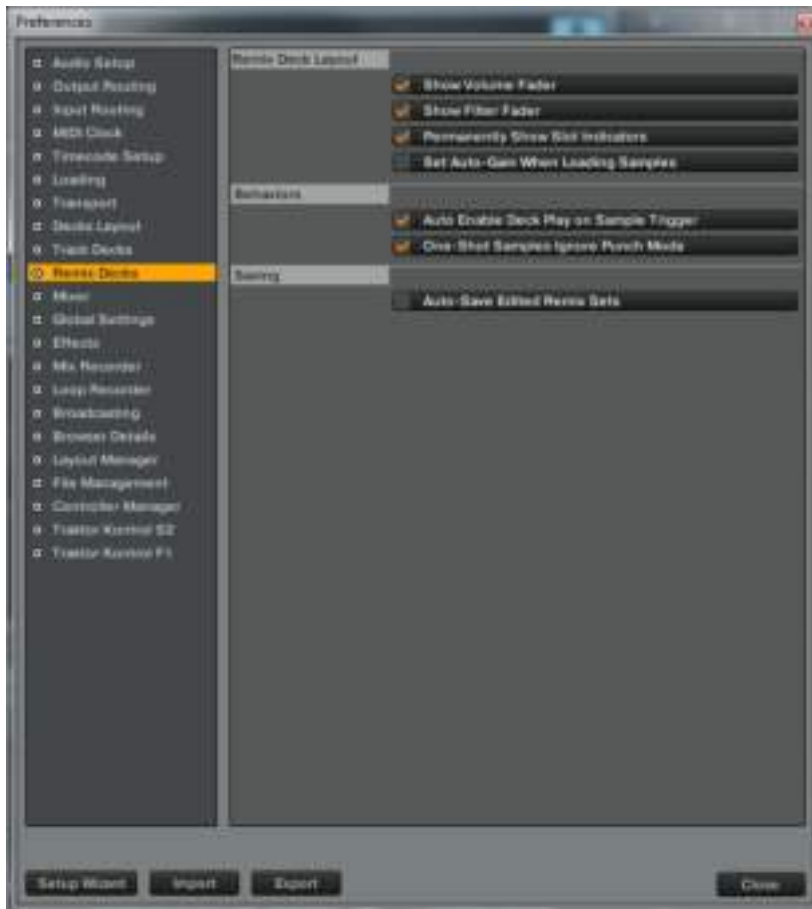 Preferences
Audio Setup
Output Routing
Input Routing
MIDI Clock
Timecode Setup
Loading
Transport
Decks Layout
Track Decks
Remix Decks
Mixer
Global Settings
Effects
Mix Recorder
Loop Recorder
Broadcasting
Browser Details
Layout Manager
File Management
Controller Manager
Traktor Kontrol S2
Traktor Kontrol F1
Remix Deck Layout
Show Volume Fader
Show Filter Fader
Permanently Show Slot Indicators
Set Auto-Gain When Loading Samples
Behaviors
Auto Enable Deck Play on Sample Trigger
One-Shot Samples Ignore Punch Mode
Saving
Auto-Save Edited Remix Sets
Setup Wizard
Import
Export
Close